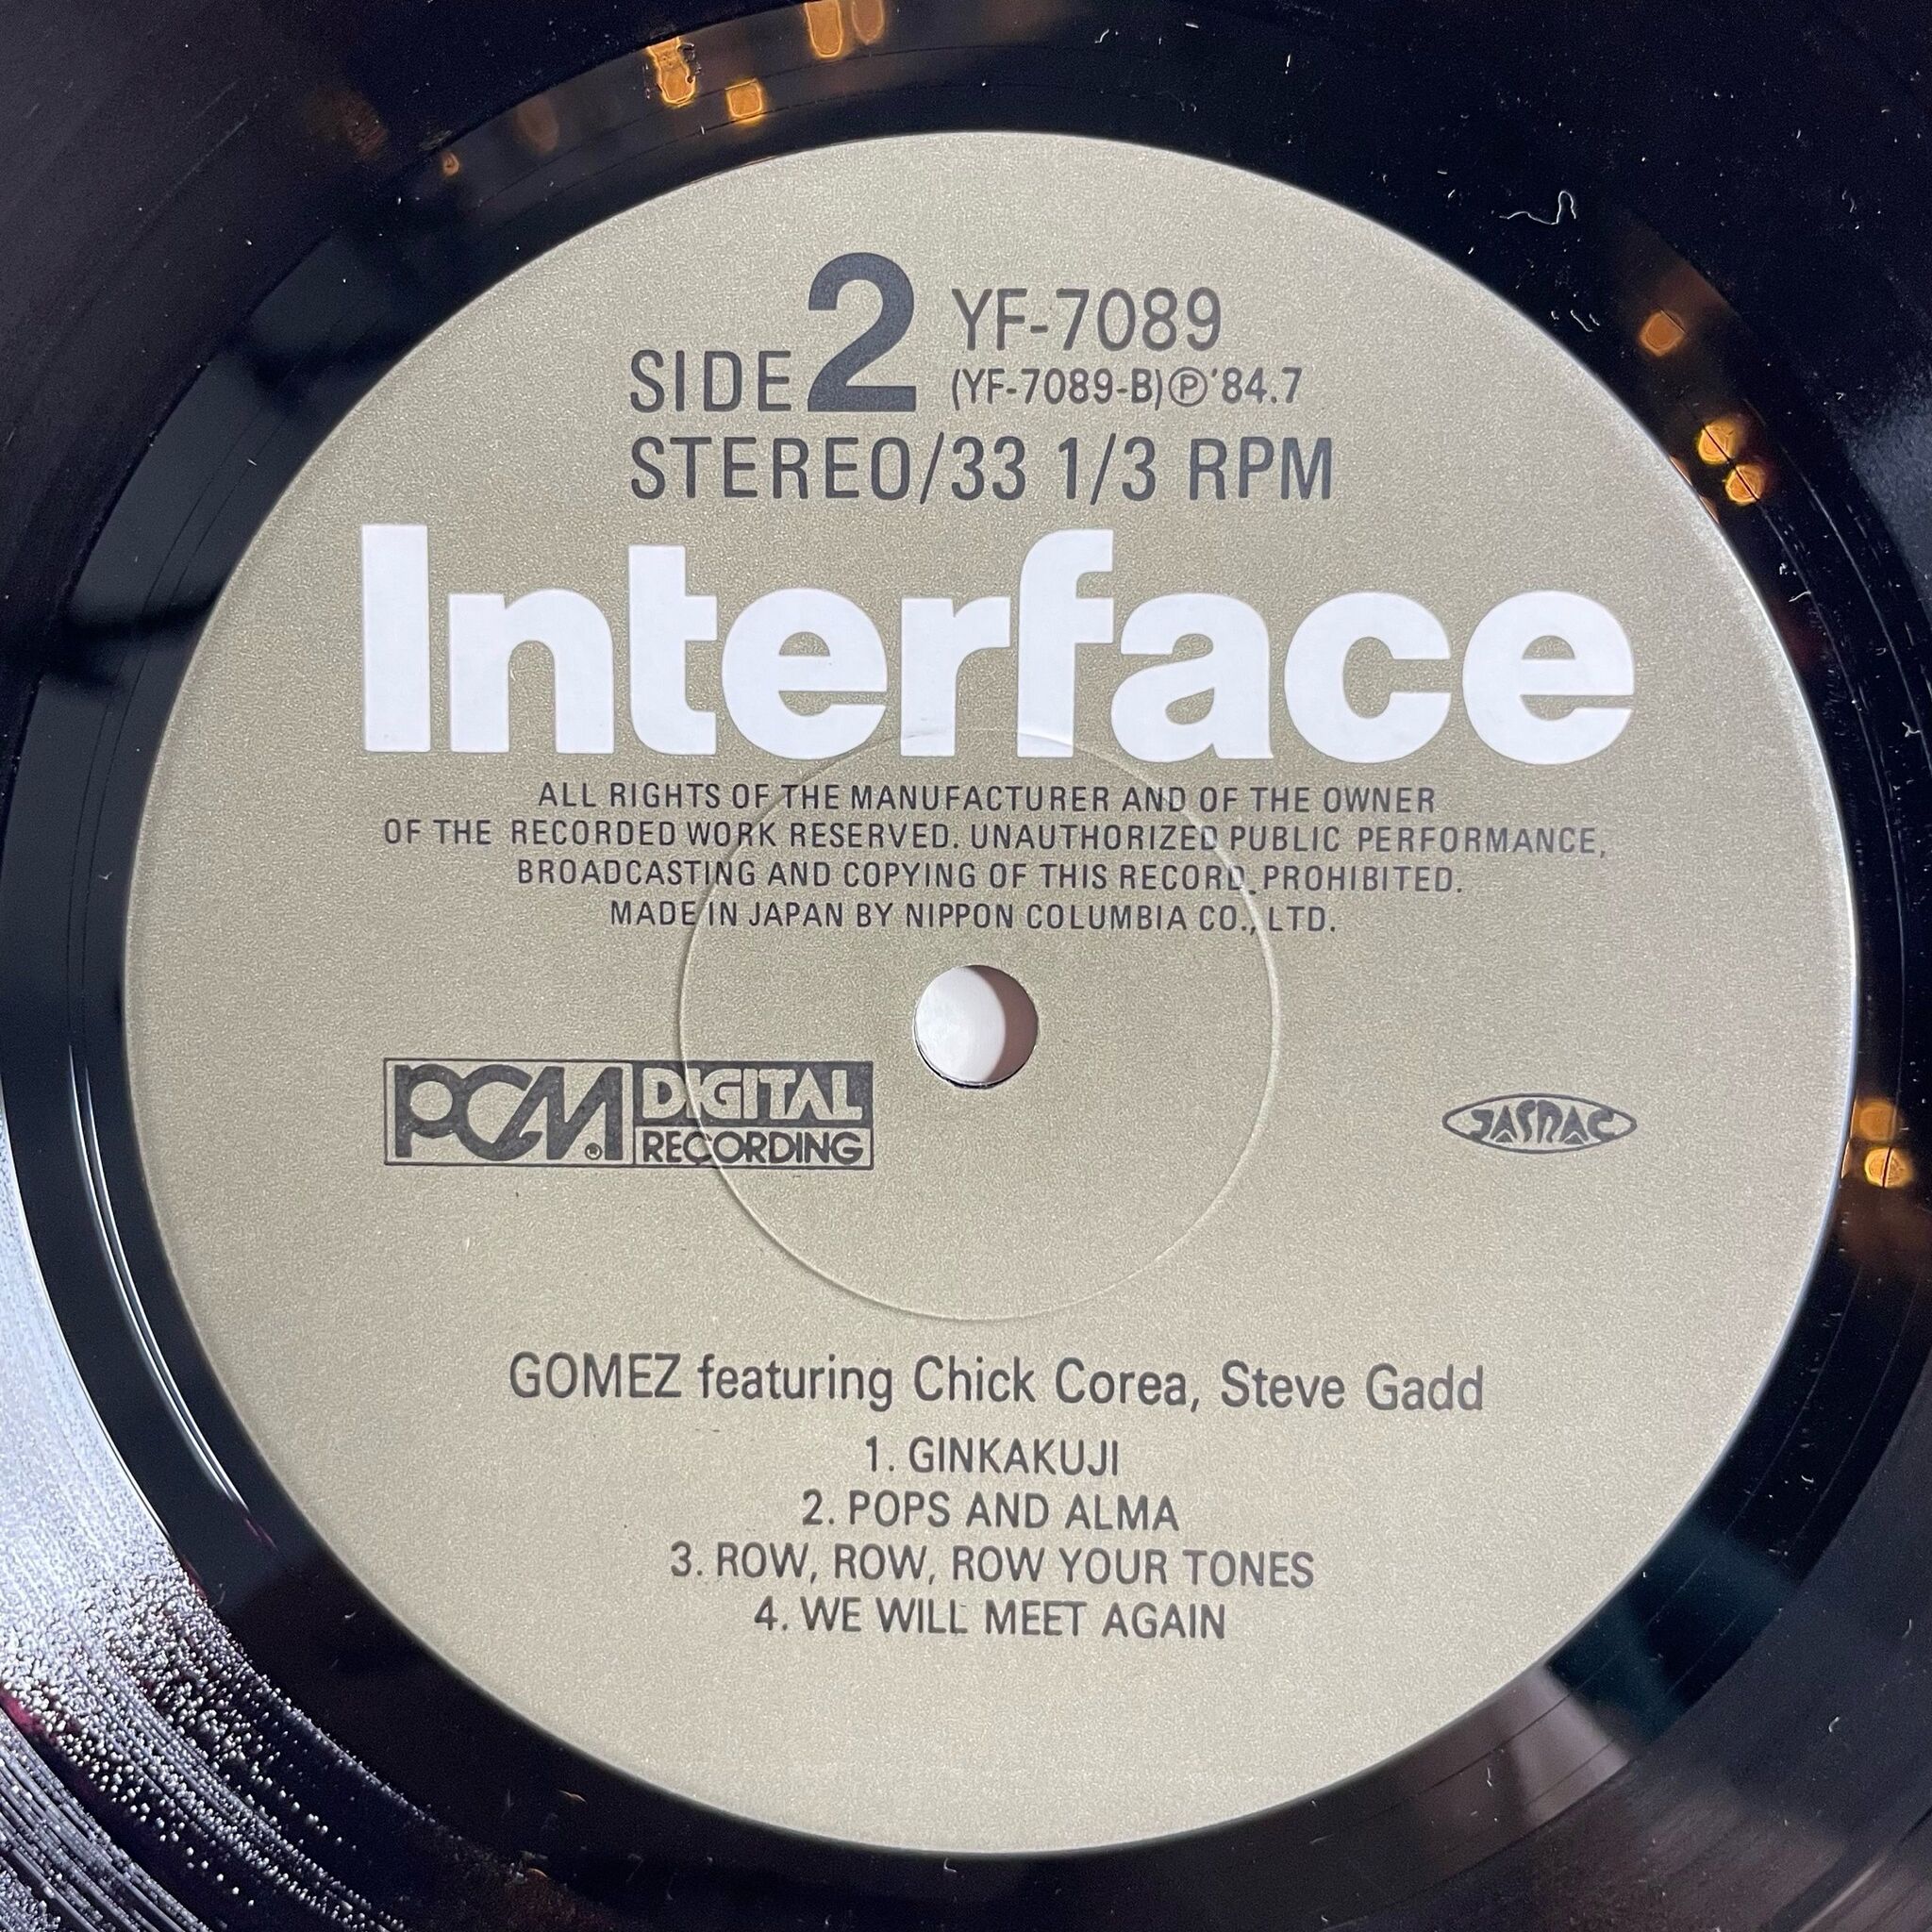 SIDE 2 YF-7089
(YF-7089-B)Ⓟ'84.7
STEREO/33 1/3 RPM
Interface
ALL RIGHTS OF THE MANUFACTURER AND OF THE OWNER
OF THE RECORDED WORK RESERVED. UNAUTHORIZED PUBLIC PERFORMANCE,
BROADCASTING AND COPYING OF THIS RECORD PROHIBITED.
MADE IN JAPAN BY NIPPON COLUMBIA CO., LTD.
PCM® DIGITAL
RECORDING
JASRAC
GOMEZ featuring Chick Corea, Steve Gadd
1. GINKAKUJI
2. POPS AND ALMA
3. ROW, ROW, ROW YOUR TONES
4. WE WILL MEET AGAIN